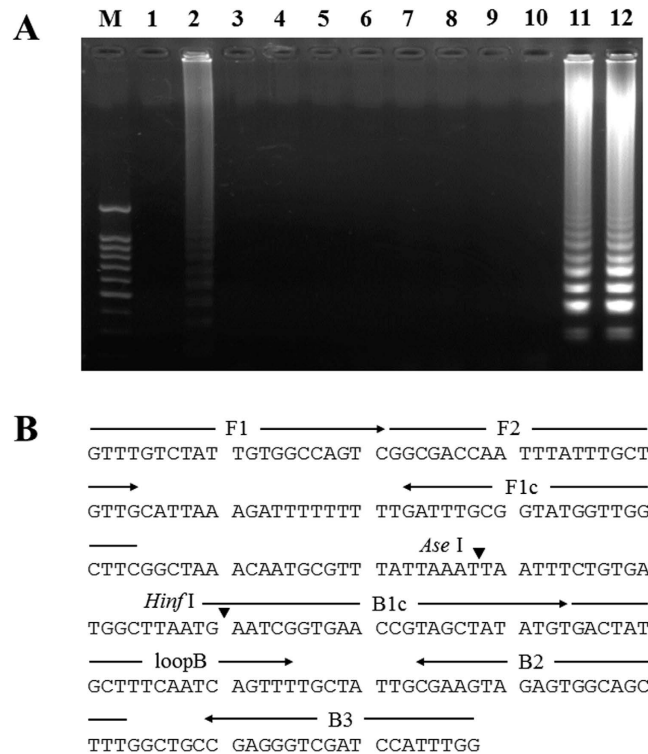 A
M 1 2 3 4 5 6 7 8 9 10 11 12
B
F1 F2
GTTTGTCTAT TGTGGCCAGT CGGCGACCAA TTTATTTGCT
F1c
GTTGCATTAA AGATTTTTTT TTGATTTGCG GTATGGTTGG
Ase I
CTTCGGCTAA ACAATGCGTT TATTAAATTA ATTTCTGTGA
Hinf I B1c
TGGCTTAATG AATCGGTGAA CCGTAGCTAT ATGTGACTAT
loopB B2
GCTTTCAATC AGTTTTGCTA TTGCGAAGTA GAGTGGCAGC
B3
TTTGGCTGCC GAGGGTCGAT CCATTTGG